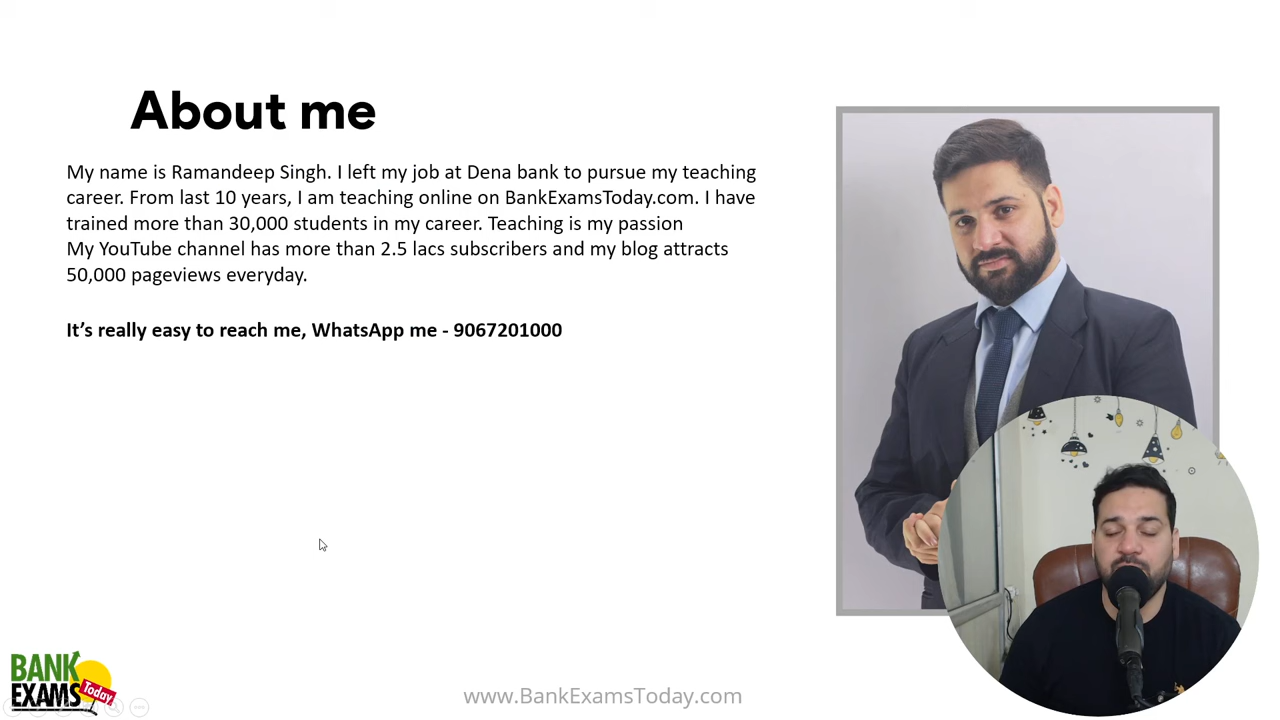 About me
My name is Ramandeep Singh. I left my job at Dena bank to pursue my teaching
career. From last 10 years, I am teaching online on BankExamsToday.com. I have
trained more than 30,000 students in my career. Teaching is my passion
My YouTube channel has more than 2.5 lacs subscribers and my blog attracts
50,000 pageviews everyday.
It’s really easy to reach me, WhatsApp me - 9067201000
BANK
EXAMS
Today
www.BankExamsToday.com